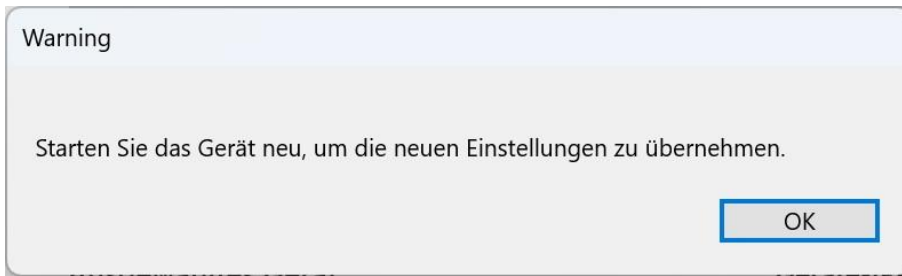 Warning
Starten Sie das Gerät neu, um die neuen Einstellungen zu übernehmen.
OK